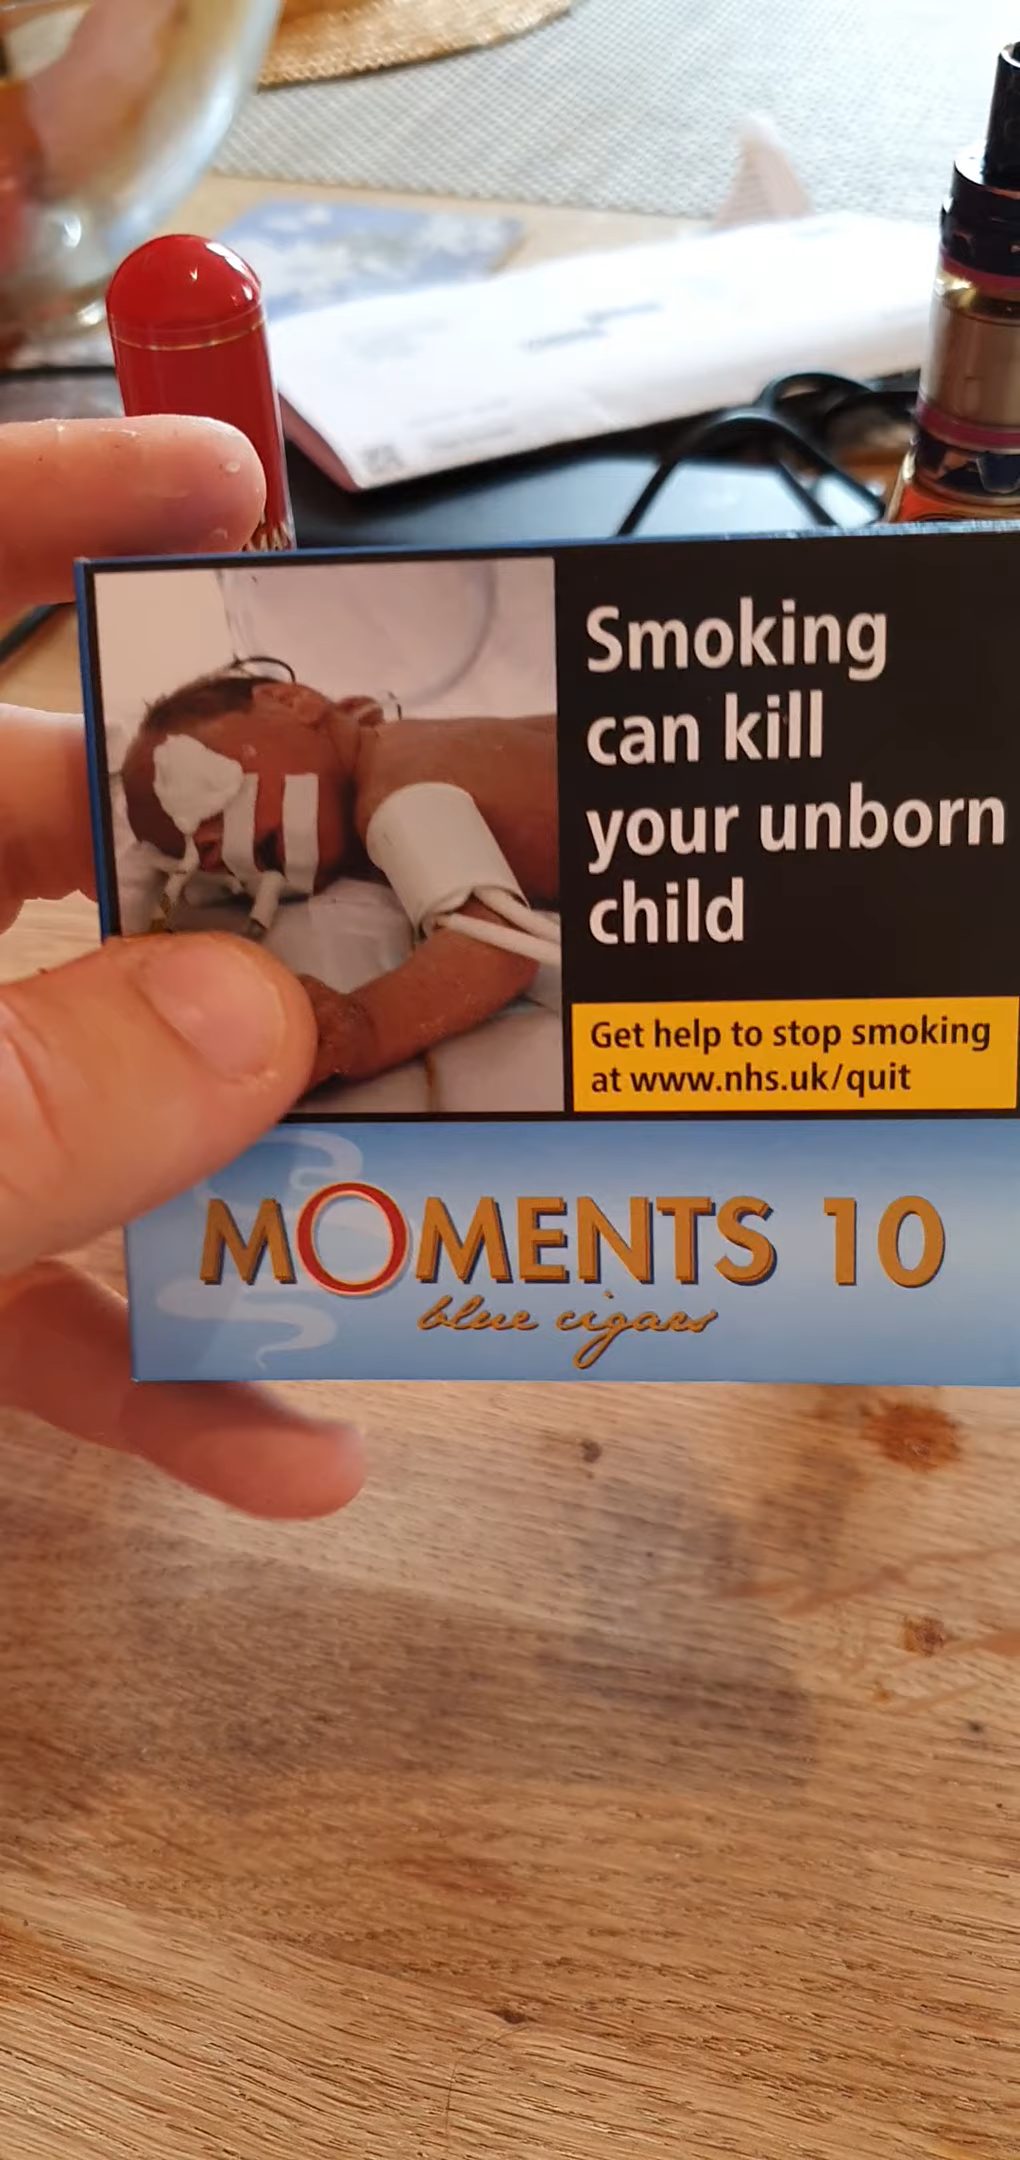 Smoking
can kill
your unborn
child
Get help to stop smoking
at www.nhs.uk/quit
MOMENTS 10
blue cigars